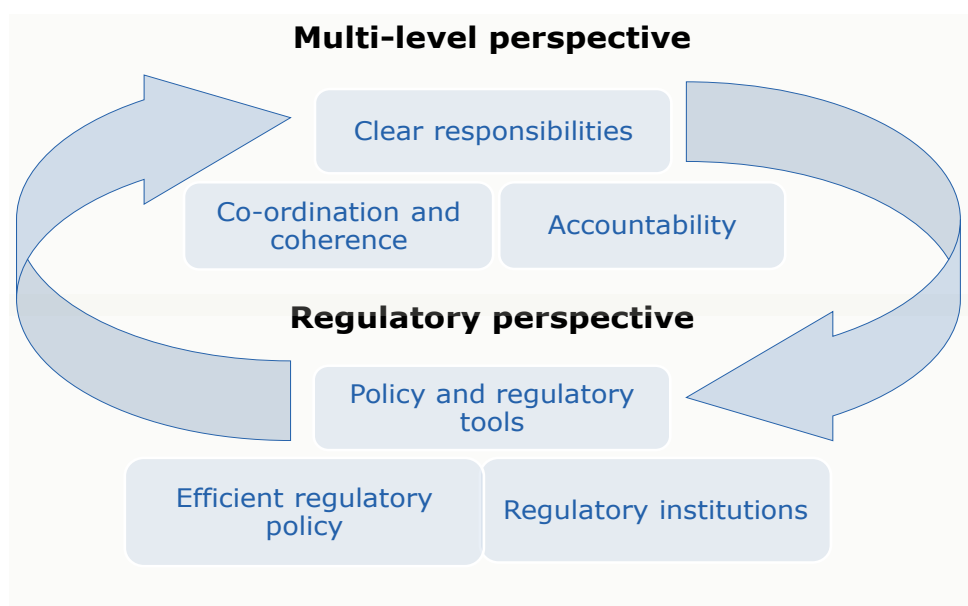 Multi-level perspective
Clear responsibilities
Co-ordination and
coherence
Accountability
Regulatory perspective
Policy and regulatory
tools
Efficient regulatory
policy
Regulatory institutions